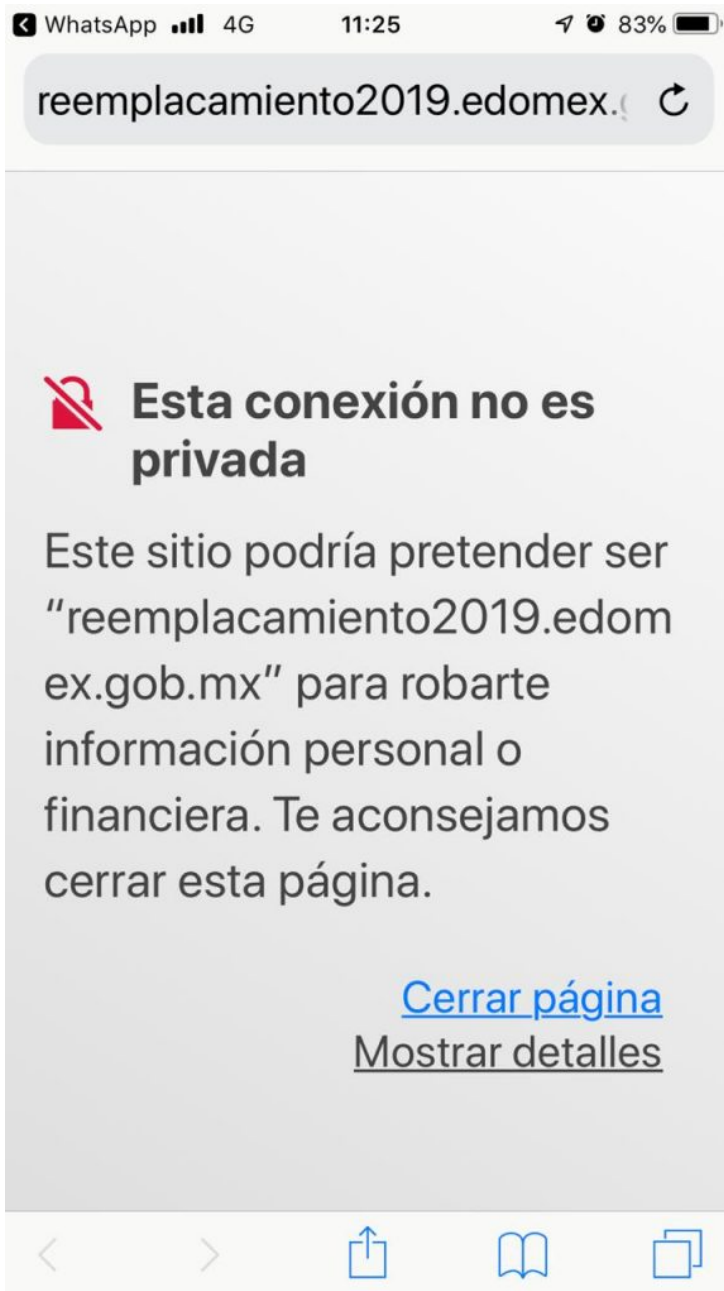 WhatsApp 4G 11:25 83%
reemplacamiento2019.edomex.
Esta conexión no es
privada
Este sitio podría pretender ser
“reemplacamiento2019.edom
ex.gob.mx” para robarte
información personal o
financiera. Te aconsejamos
cerrar esta página.
Cerrar página
Mostrar detalles